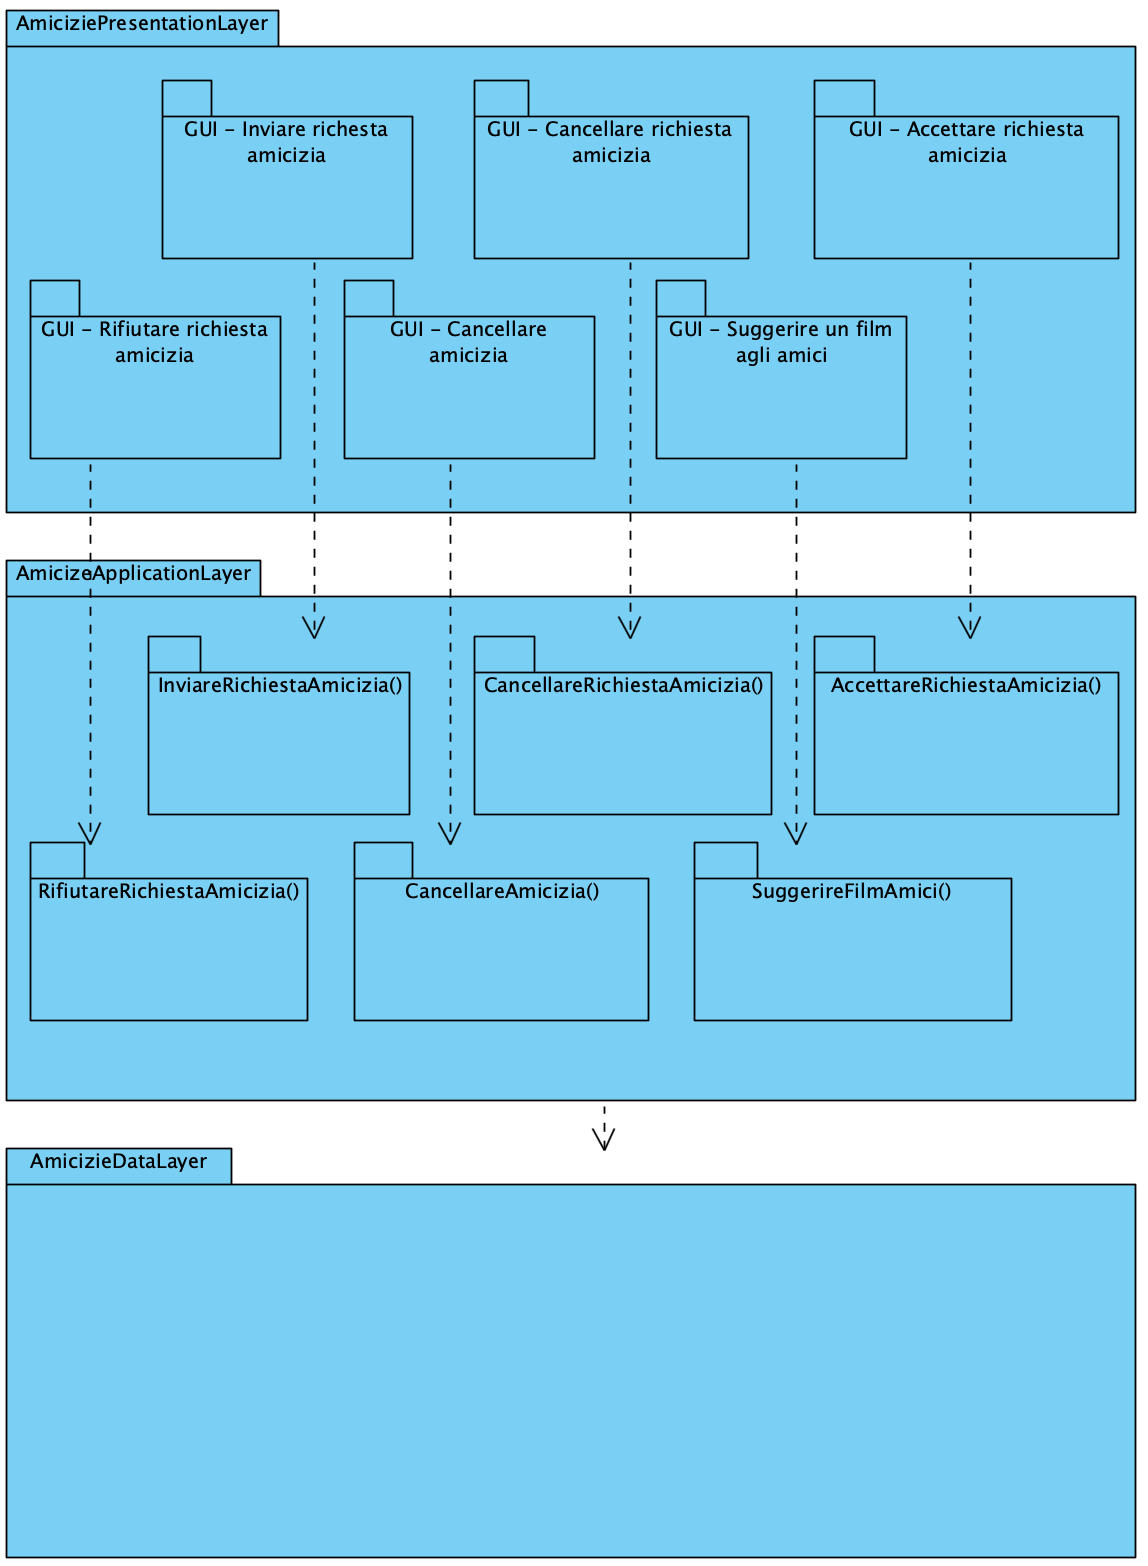 AmiciziePresentationLayer
GUI - Inviare richesta
amicizia
GUI - Cancellare richiesta
amicizia
GUI - Accettare richiesta
amicizia
GUI - Rifiutare richiesta
amicizia
GUI - Cancellare
amicizia
GUI - Suggerire un film
agli amici
AmicizeApplicationLayer
InviareRichiestaAmicizia()
CancellareRichiestaAmicizia()
AccettareRichiestaAmicizia()
RifiutareRichiestaAmicizia()
CancellareAmicizia()
SuggerireFilmAmici()
AmicizieDataLayer